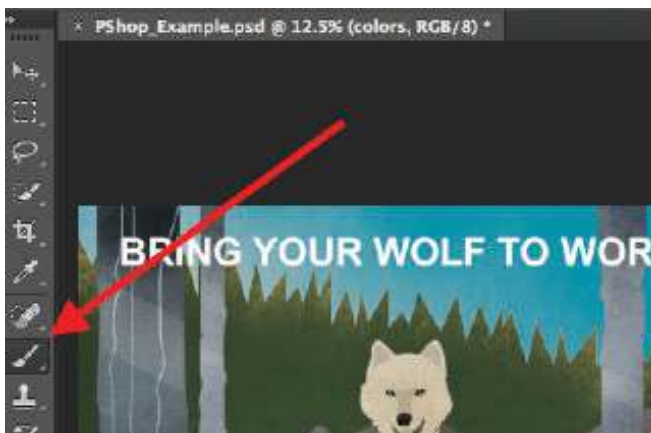 × PShop_Example.psd @ 12.5% (colors, RGB/8) *
BRING YOUR WOLF TO WOR